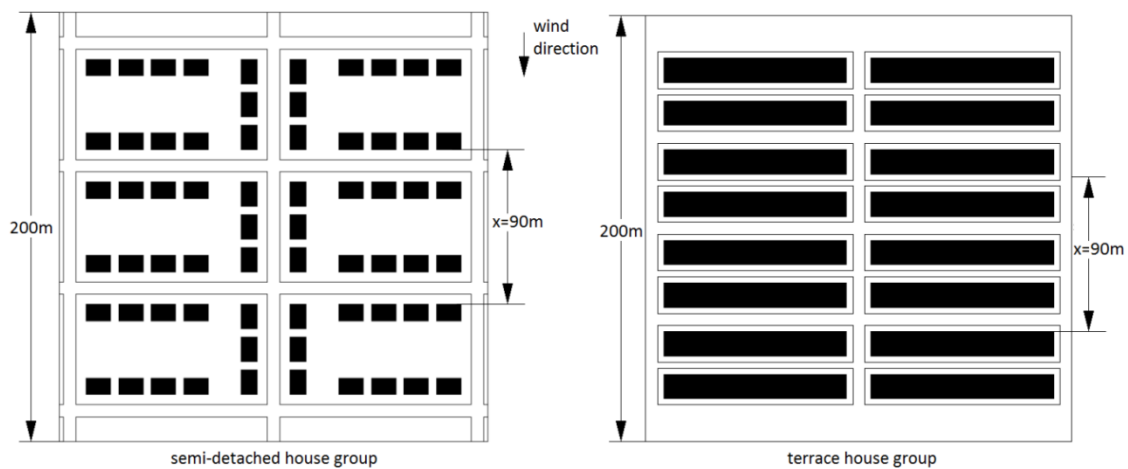 wind
direction
200m
x=90m
semi-detached house group
200m
x=90m
terrace house group